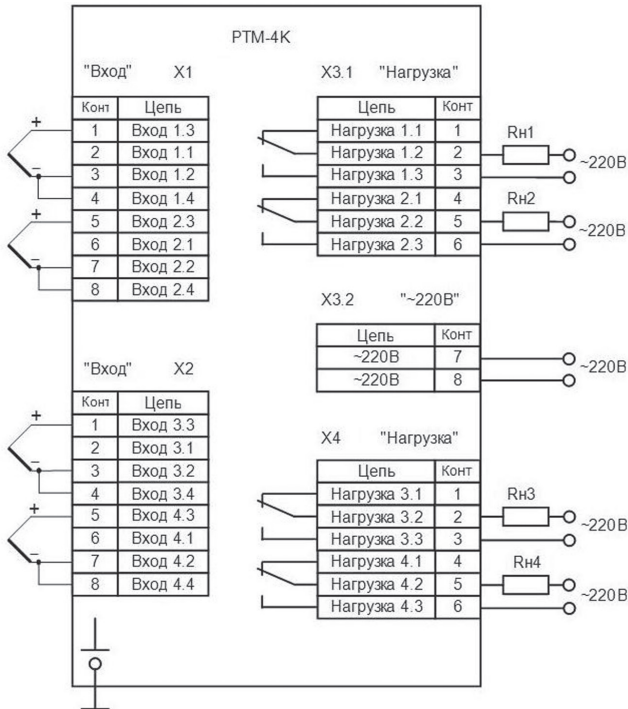 РТМ-4К
"Вход" X1
Конт Цепь
+ 1 Вход 1.3
2 Вход 1.1
− 3 Вход 1.2
4 Вход 1.4
+ 5 Вход 2.3
6 Вход 2.1
− 7 Вход 2.2
8 Вход 2.4
"Вход" X2
Конт Цепь
+ 1 Вход 3.3
2 Вход 3.1
− 3 Вход 3.2
4 Вход 3.4
+ 5 Вход 4.3
6 Вход 4.1
− 7 Вход 4.2
8 Вход 4.4
X3.1 "Нагрузка"
Цепь Конт
Нагрузка 1.1 1
Нагрузка 1.2 2 Rн1
~220В
Нагрузка 1.3 3
Нагрузка 2.1 4
Нагрузка 2.2 5 Rн2
~220В
Нагрузка 2.3 6
X3.2 "~220В"
Цепь Конт
~220В 7
~220В
~220В 8
X4 "Нагрузка"
Цепь Конт
Нагрузка 3.1 1
Нагрузка 3.2 2 Rн3
~220В
Нагрузка 3.3 3
Нагрузка 4.1 4
Нагрузка 4.2 5 Rн4
~220В
Нагрузка 4.3 6